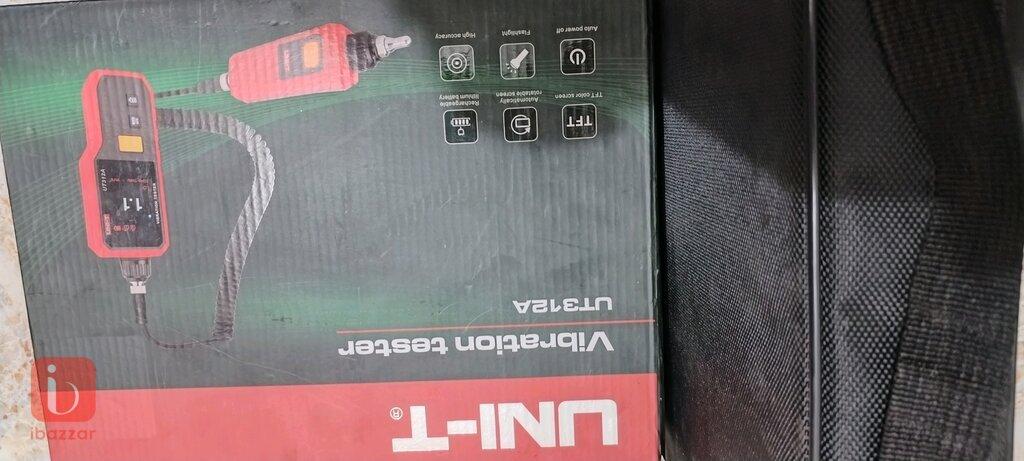 UNI-T®
Vibration tester
UT312A
TFT
TFT color screen
Automatically
rotatable screen
Rechargeable
lithium battery
Auto power off
Flashlight
High accuracy
1.1
UT312A
ibazzar